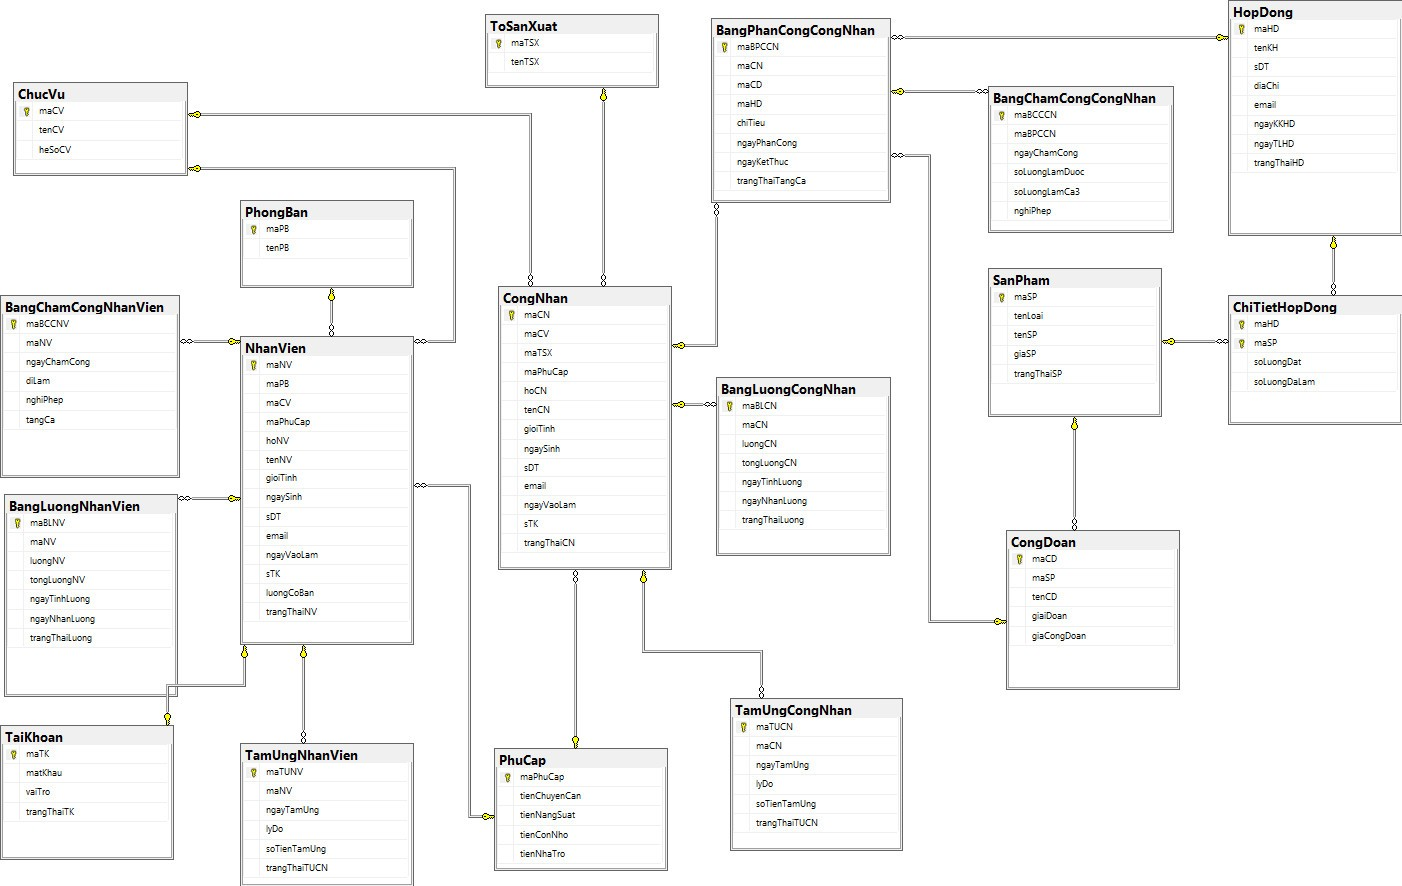 ToSanXuat
maTSX
tenTSX
BangPhanCongCongNhan
maBPCCN
maCN
maCD
maHD
chiTieu
ngayPhanCong
ngayKetThuc
trangThaiTangCa
HopDong
maHD
tenKH
sDT
diaChi
email
ngayKKHD
ngayTLHD
trangThaiHD
ChucVu
maCV
tenCV
heSoCV
BangChamCongCongNhan
maBCCCN
maBPCCN
ngayChamCong
soLuongLamDuoc
soLuongLamCa3
nghiPhep
PhongBan
maPB
tenPB
BangChamCongNhanVien
maBCCNV
maNV
ngayChamCong
diLam
nghiPhep
tangCa
NhanVien
maNV
maPB
maCV
maPhuCap
hoNV
tenNV
gioiTinh
ngaySinh
sDT
email
ngayVaoLam
sTK
luongCoBan
trangThaiNV
CongNhan
maCN
maCV
maTSX
maPhuCap
hoCN
tenCN
gioiTinh
ngaySinh
sDT
email
ngayVaoLam
sTK
trangThaiCN
SanPham
maSP
tenLoai
tenSP
giaSP
trangThaiSP
ChiTietHopDong
maHD
maSP
soLuongDat
soLuongDaLam
BangLuongCongNhan
maBLCN
maCN
luongCN
tongLuongCN
ngayTinhLuong
ngayNhanLuong
trangThaiLuong
BangLuongNhanVien
maBLNV
maNV
luongNV
tongLuongNV
ngayTinhLuong
ngayNhanLuong
trangThaiLuong
CongDoan
maCD
maSP
tenCD
giaiDoan
giaCongDoan
TaiKhoan
maTK
matKhau
vaiTro
trangThaiTK
TamUngNhanVien
maTUNV
maNV
ngayTamUng
lyDo
soTienTamUng
trangThaiTUCN
PhuCap
maPhuCap
tienChuyenCan
tienNangSuat
tienConNho
tienNhaTro
TamUngCongNhan
maTUCN
maCN
ngayTamUng
lyDo
soTienTamUng
trangThaiTUCN